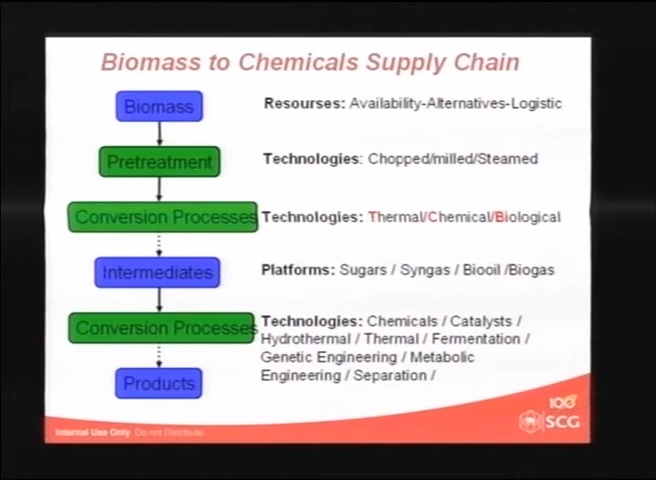 Biomass to Chemicals Supply Chain
Biomass
Resourses: Availability-Alternatives-Logistic
Pretreatment
Technologies: Chopped/milled/Steamed
Conversion Processes
Technologies: Thermal/Chemical/Biological
Intermediates
Platforms: Sugars / Syngas / Biooil /Biogas
Conversion Processes
Technologies: Chemicals / Catalysts /
Hydrothermal / Thermal / Fermentation /
Genetic Engineering / Metabolic
Engineering / Separation /
Products
100
SCG
Internal Use Only Do not Distribute